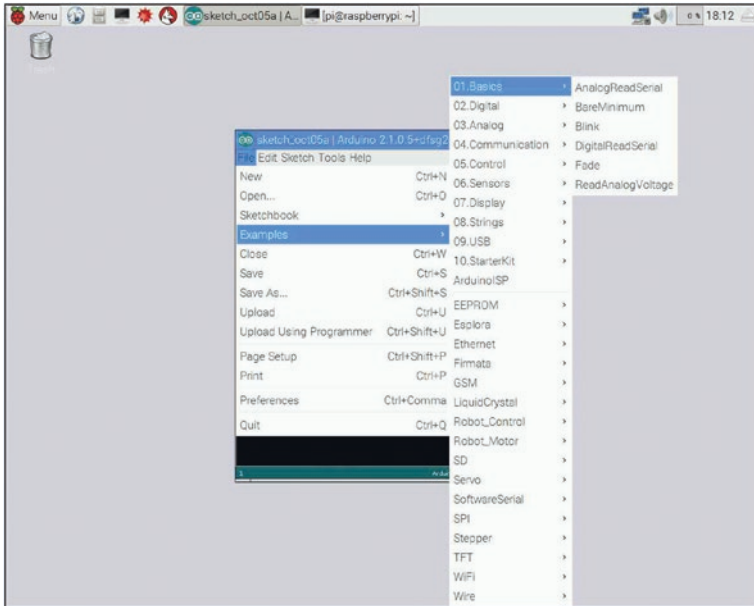 Menu
sketch_oct05a | A...
[pi@raspberrypi: ~]
0 %
18:12
sketch_oct05a | Arduino 2:1.0.5+dfsg2
File Edit Sketch Tools Help
New Ctrl+N
Open... Ctrl+O
Sketchbook
Examples
Close Ctrl+W
Save Ctrl+S
Save As... Ctrl+Shift+S
Upload Ctrl+U
Upload Using Programmer Ctrl+Shift+U
Page Setup Ctrl+Shift+P
Print Ctrl+P
Preferences Ctrl+Comma
Quit Ctrl+Q
1
01.Basics
02.Digital
03.Analog
04.Communication
05.Control
06.Sensors
07.Display
08.Strings
09.USB
10.StarterKit
ArduinoISP
EEPROM
Esplora
Ethernet
Firmata
GSM
LiquidCrystal
Robot_Control
Robot_Motor
SD
Servo
SoftwareSerial
SPI
Stepper
TFT
WiFi
Wire
AnalogReadSerial
BareMinimum
Blink
DigitalReadSerial
Fade
ReadAnalogVoltage